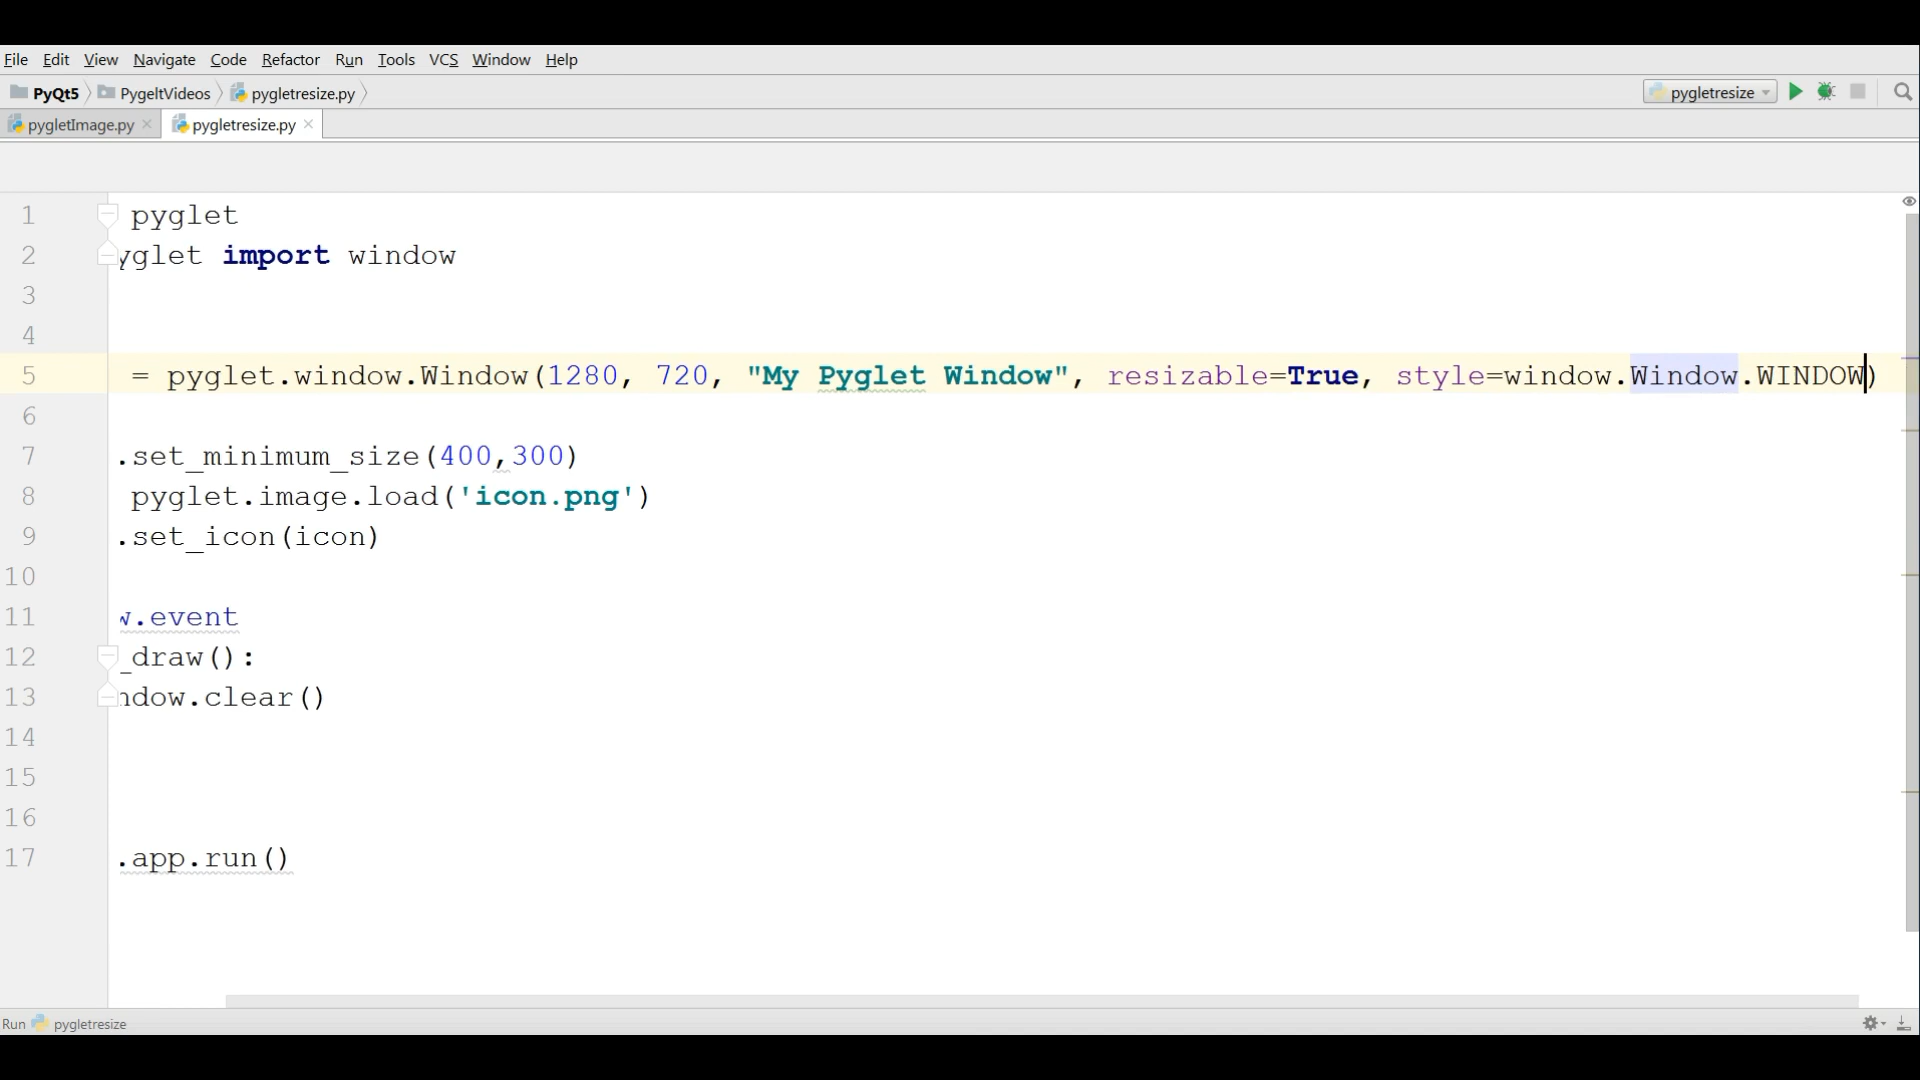 File Edit View Navigate Code Refactor Run Tools VCS Window Help
PyQt5 PygeltVideos pygletresize.py pygletresize
pygletImage.py pygletresize.py
1 pyglet
2 yglet import window
3
4
5 = pyglet.window.Window(1280, 720, "My Pyglet Window", resizable=True, style=window.Window.WINDOW)
6
7 .set_minimum_size(400,300)
8 pyglet.image.load('icon.png')
9 .set_icon(icon)
10
11 w.event
12 _draw():
13 ndow.clear()
14
15
16
17 .app.run()
Run pygletresize